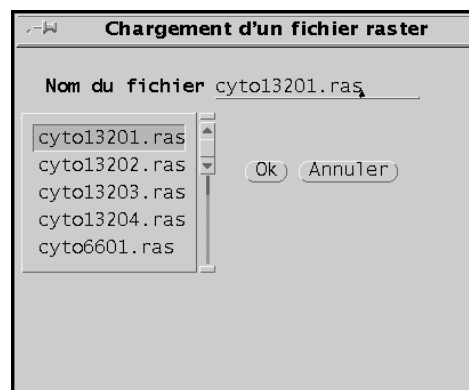 Chargement d'un fichier raster
Nom du fichier cyto13201.ras
cyto13201.ras
cyto13202.ras
cyto13203.ras
cyto13204.ras
cyto6601.ras
Ok Annuler